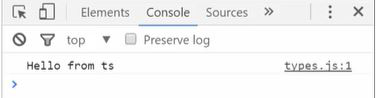 Elements Console Sources »
top ▼ Preserve log
Hello from ts types.js:1
>